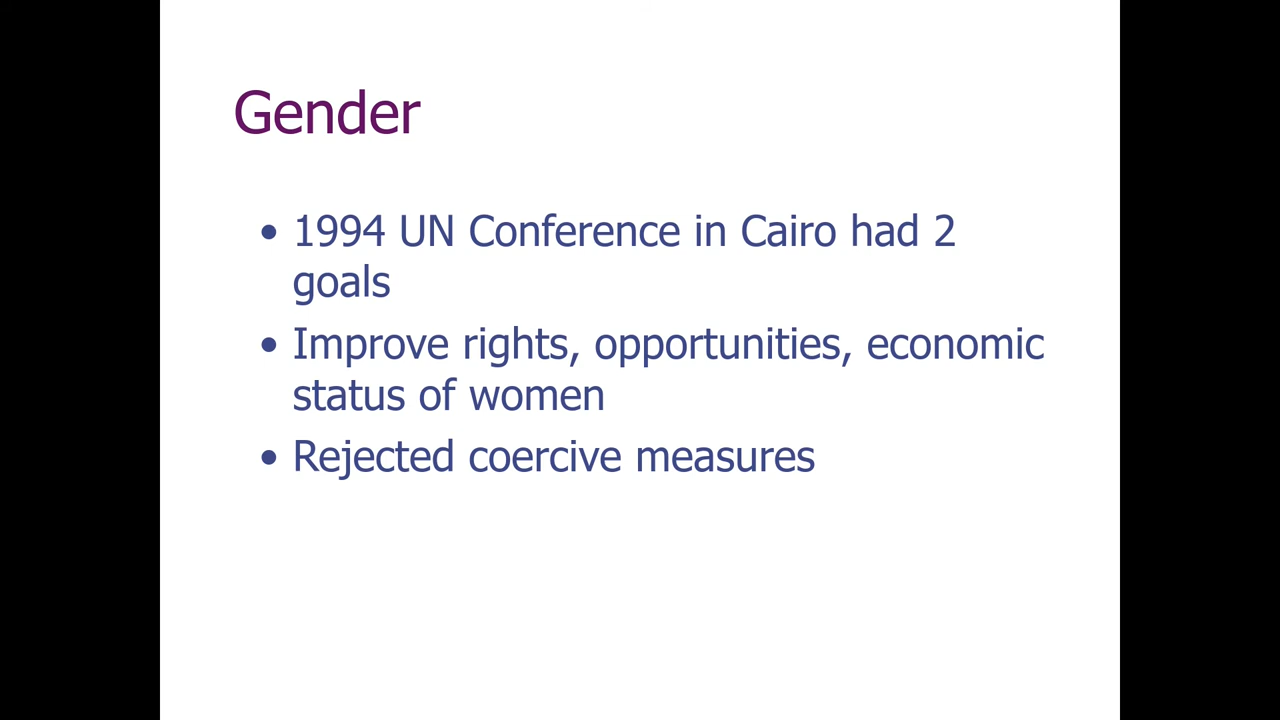 Gender
• 1994 UN Conference in Cairo had 2
goals
• Improve rights, opportunities, economic
status of women
• Rejected coercive measures